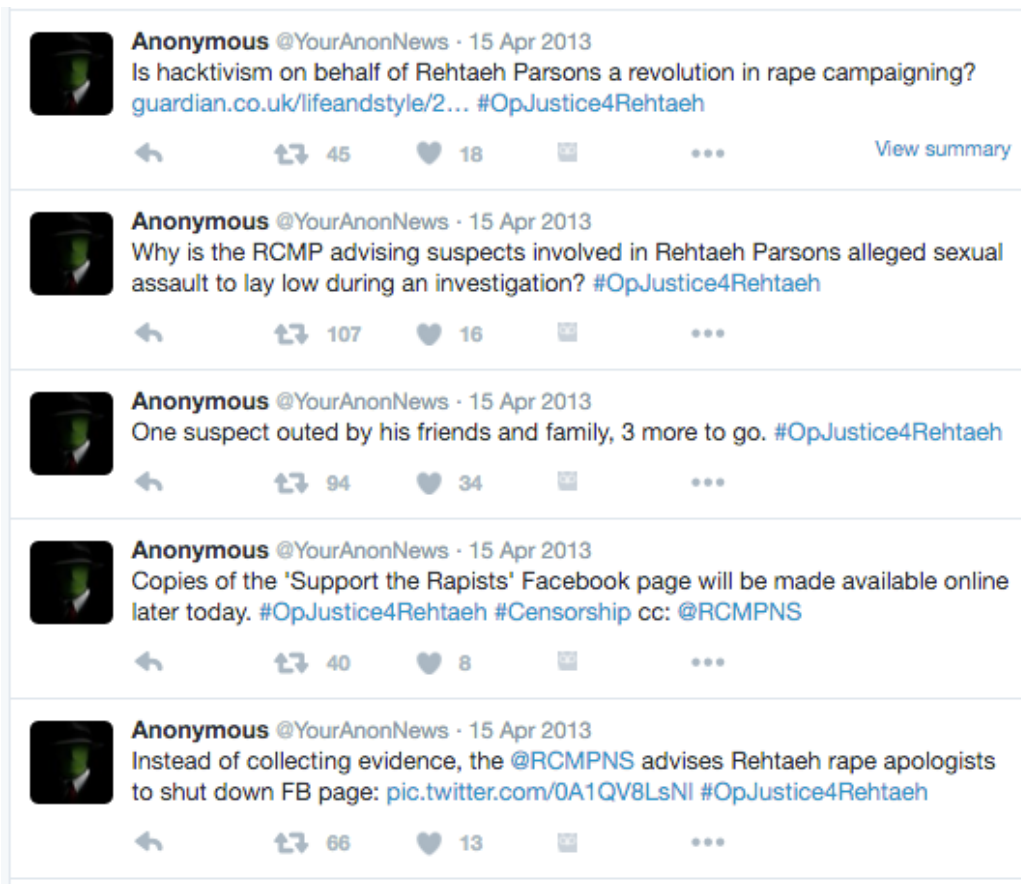 Anonymous @YourAnonNews · 15 Apr 2013
Is hacktivism on behalf of Rehtaeh Parsons a revolution in rape campaigning?
guardian.co.uk/lifeandstyle/2… #OpJustice4Rehtaeh
45 18 View summary
Anonymous @YourAnonNews · 15 Apr 2013
Why is the RCMP advising suspects involved in Rehtaeh Parsons alleged sexual
assault to lay low during an investigation? #OpJustice4Rehtaeh
107 16
Anonymous @YourAnonNews · 15 Apr 2013
One suspect outed by his friends and family, 3 more to go. #OpJustice4Rehtaeh
94 34
Anonymous @YourAnonNews · 15 Apr 2013
Copies of the 'Support the Rapists' Facebook page will be made available online
later today. #OpJustice4Rehtaeh #Censorship cc: @RCMPNS
40 8
Anonymous @YourAnonNews · 15 Apr 2013
Instead of collecting evidence, the @RCMPNS advises Rehtaeh rape apologists
to shut down FB page: pic.twitter.com/0A1QV8LsNl #OpJustice4Rehtaeh
66 13